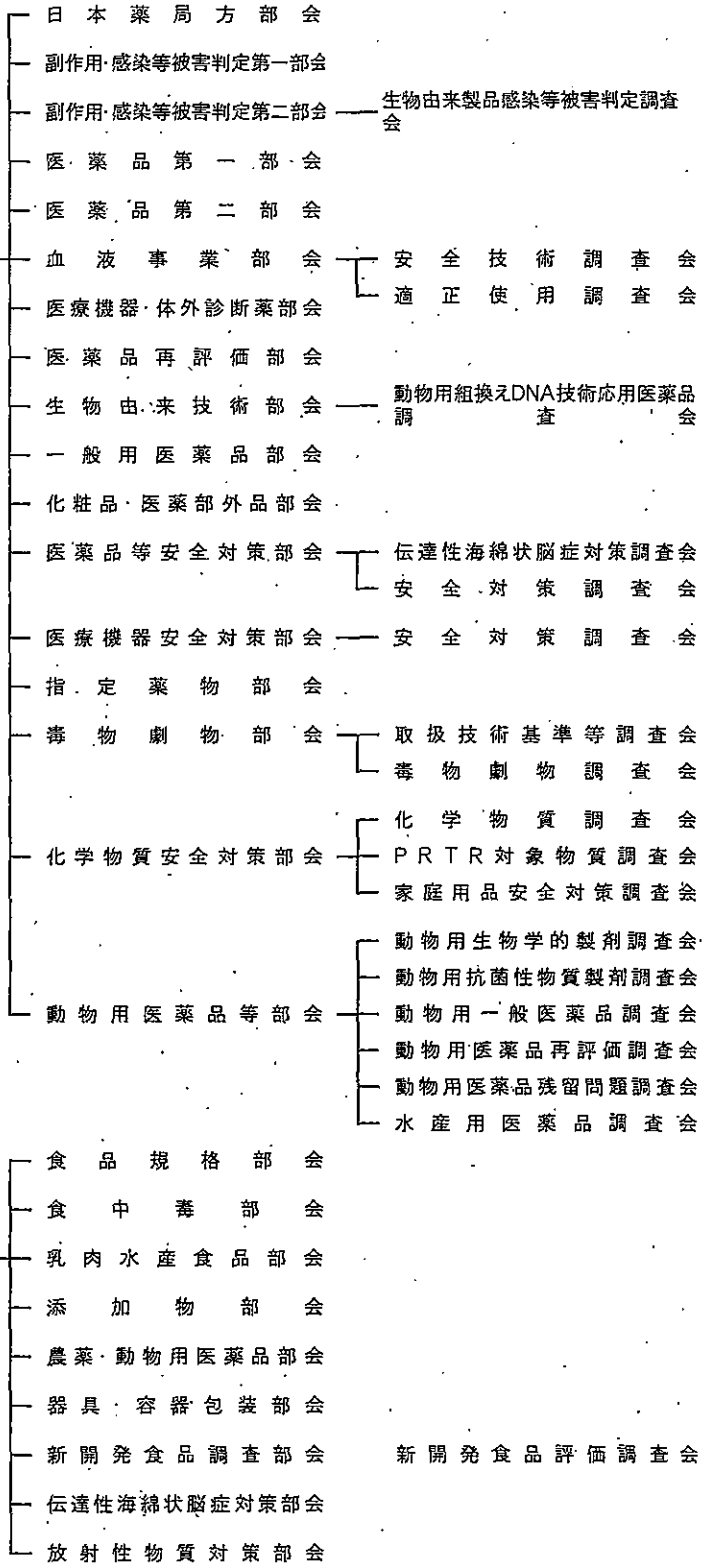 日本薬局方部会
副作用・感染等被害判定第一部会
副作用・感染等被害判定第二部会
生物由来製品感染等被害判定調査
会
医薬品第一部会
医薬品第二部会
血液事業部会
安全技術調査会
適正使用調査会
医療機器・体外診断薬部会
医薬品再評価部会
生物由来技術部会
動物用組換えDNA技術応用医薬品
調査会
一般用医薬品部会
化粧品・医薬部外品部会
医薬品等安全対策部会
伝達性海綿状脳症対策調査会
安全対策調査会
医療機器安全対策部会
安全対策調査会
指定薬物部会
毒物劇物部会
取扱技術基準等調査会
毒物劇物調査会
化学物質安全対策部会
化学物質調査会
PRTR対象物質調査会
家庭用品安全対策調査会
動物用医薬品等部会
動物用生物学的製剤調査会
動物用抗菌性物質製剤調査会
動物用一般医薬品調査会
動物用医薬品再評価調査会
動物用医薬品残留問題調査会
水産用医薬品調査会
食品規格部会
食中毒部会
乳肉水産食品部会
添加物部会
農薬・動物用医薬品部会
器具・容器包装部会
新開発食品調査部会
新開発食品評価調査会
伝達性海綿状脳症対策部会
放射性物質対策部会